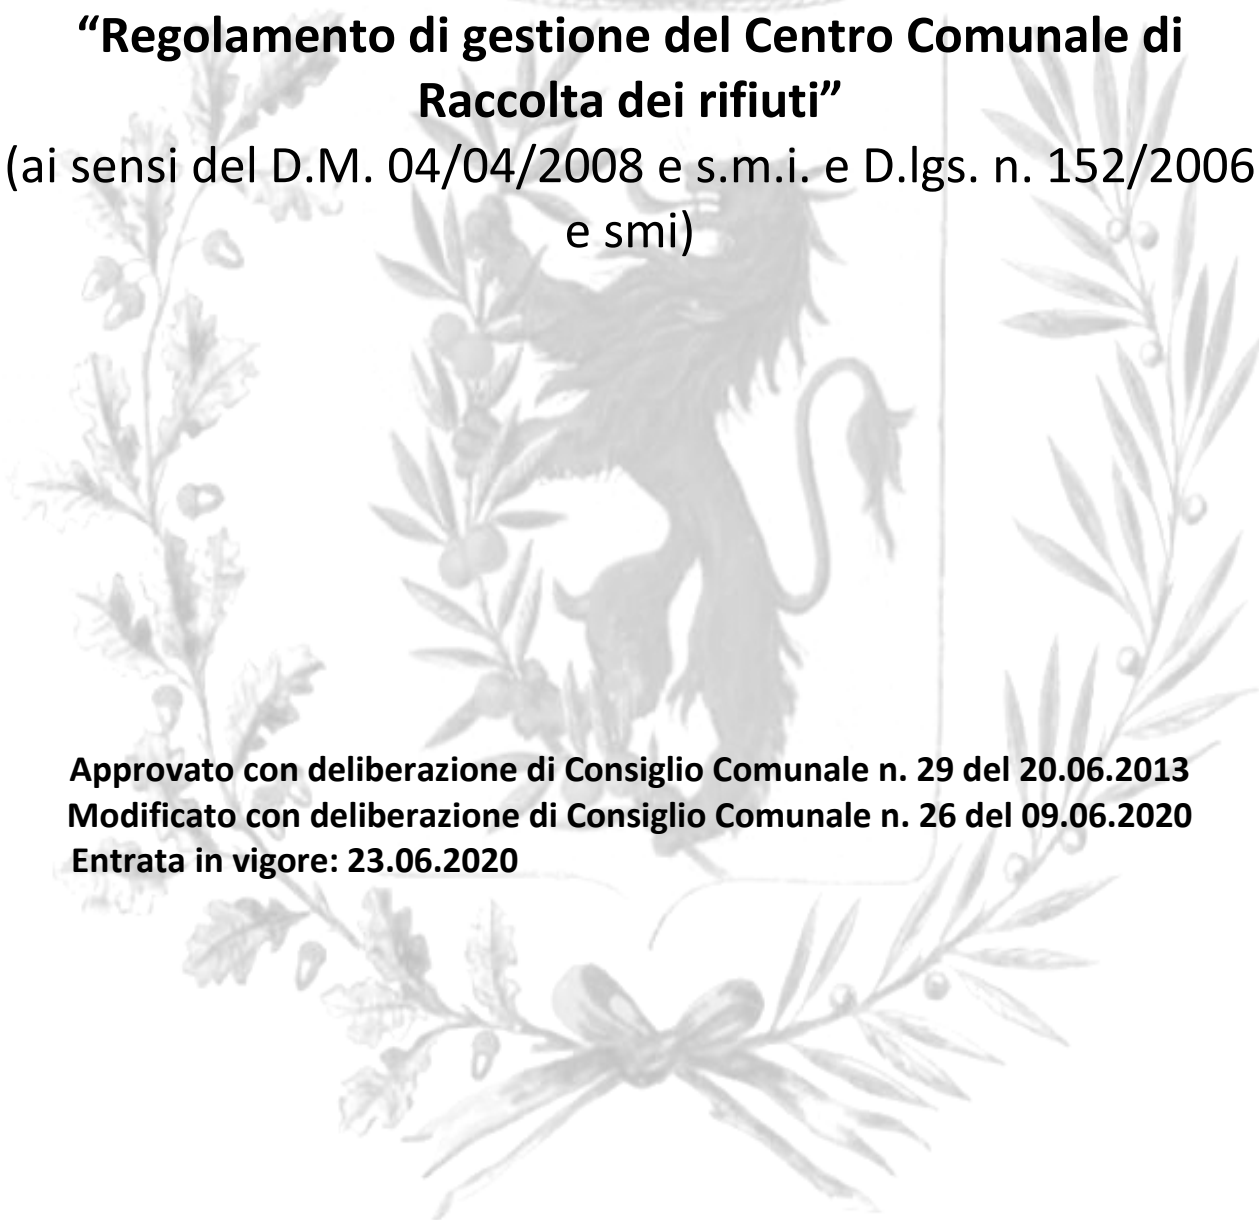 “Regolamento di gestione del Centro Comunale di
Raccolta dei rifiuti”
(ai sensi del D.M. 04/04/2008 e s.m.i. e D.lgs. n. 152/2006
e smi)
Approvato con deliberazione di Consiglio Comunale n. 29 del 20.06.2013
Modificato con deliberazione di Consiglio Comunale n. 26 del 09.06.2020
Entrata in vigore: 23.06.2020